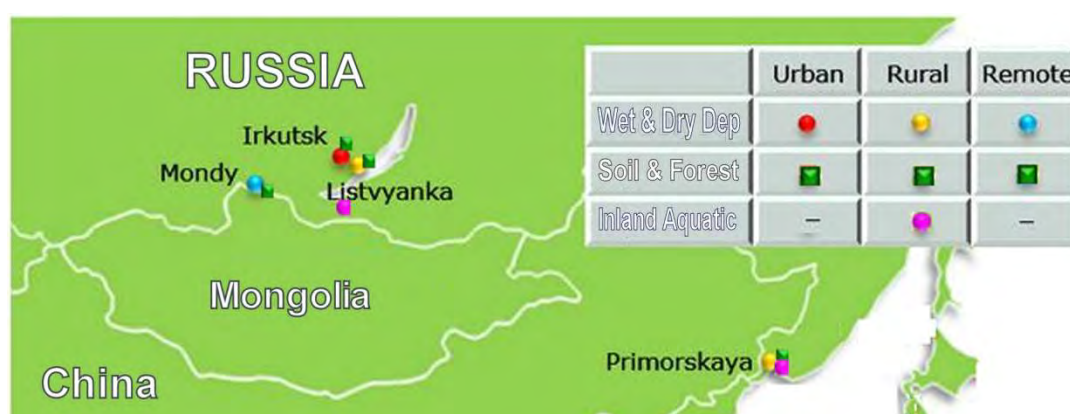 RUSSIA
Irkutsk
Mondy
Listvyanka
Mongolia
China
Primorskaya
Urban Rural Remote
Wet & Dry Dep
Soil & Forest
Inland Aquatic – –